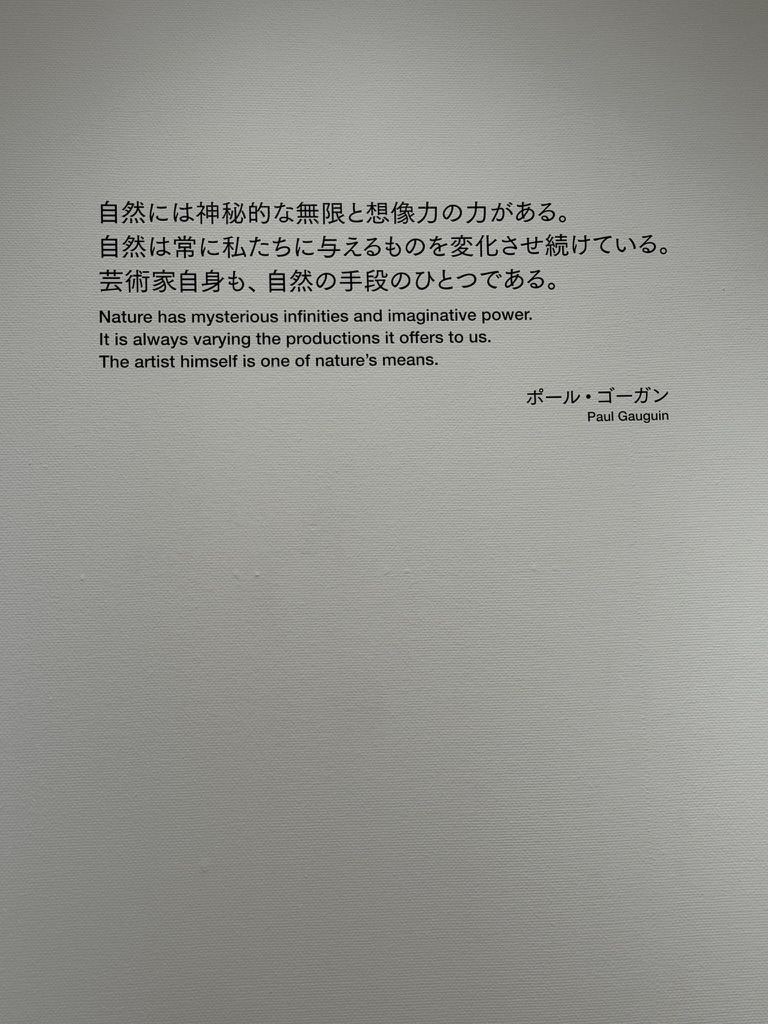 自然には神秘的な無限と想像力の力がある。
自然は常に私たちに与えるものを変化させ続けている。
芸術家自身も、自然の手段のひとつである。
Nature has mysterious infinities and imaginative power.
It is always varying the productions it offers to us.
The artist himself is one of nature’s means.
ポール・ゴーガン
Paul Gauguin